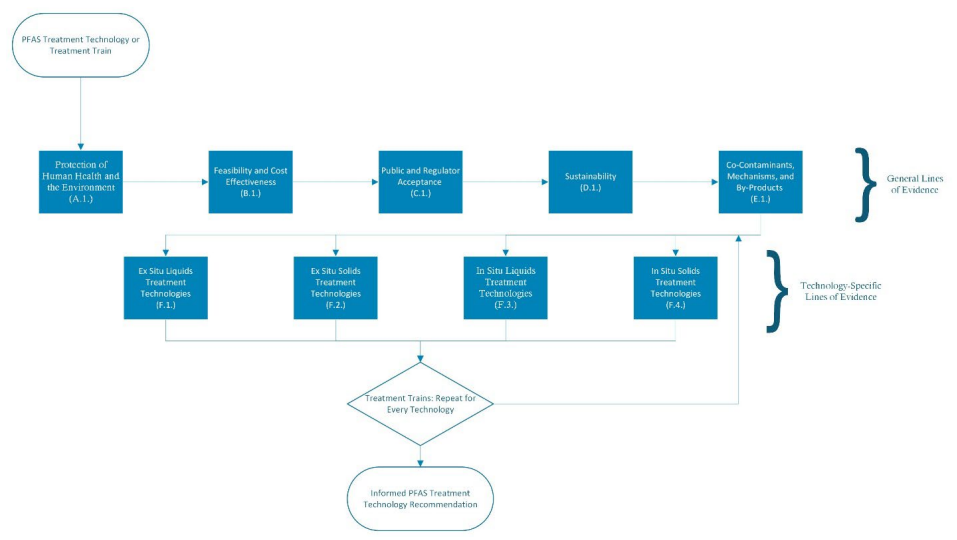 PFAS Treatment Technology or
Treatment Train
Protection of
Human Health and
the Environment
(A.1.)
Feasibility and Cost
Effectiveness
(B.1.)
Public and Regulator
Acceptance
(C.1.)
Sustainability
(D.1.)
Co-Contaminants,
Mechanisms, and
By-Products
(E.1.)
General Lines
of Evidence
Ex Situ Liquids
Treatment
Technologies
(F.1.)
Ex Situ Solids
Treatment
Technologies
(F.2.)
In Situ Liquids
Treatment
Technologies
(F.3.)
In Situ Solids
Treatment
Technologies
(F.4.)
Technology-Specific
Lines of Evidence
Treatment Trains: Repeat for
Every Technology
Informed PFAS Treatment
Technology Recommendation